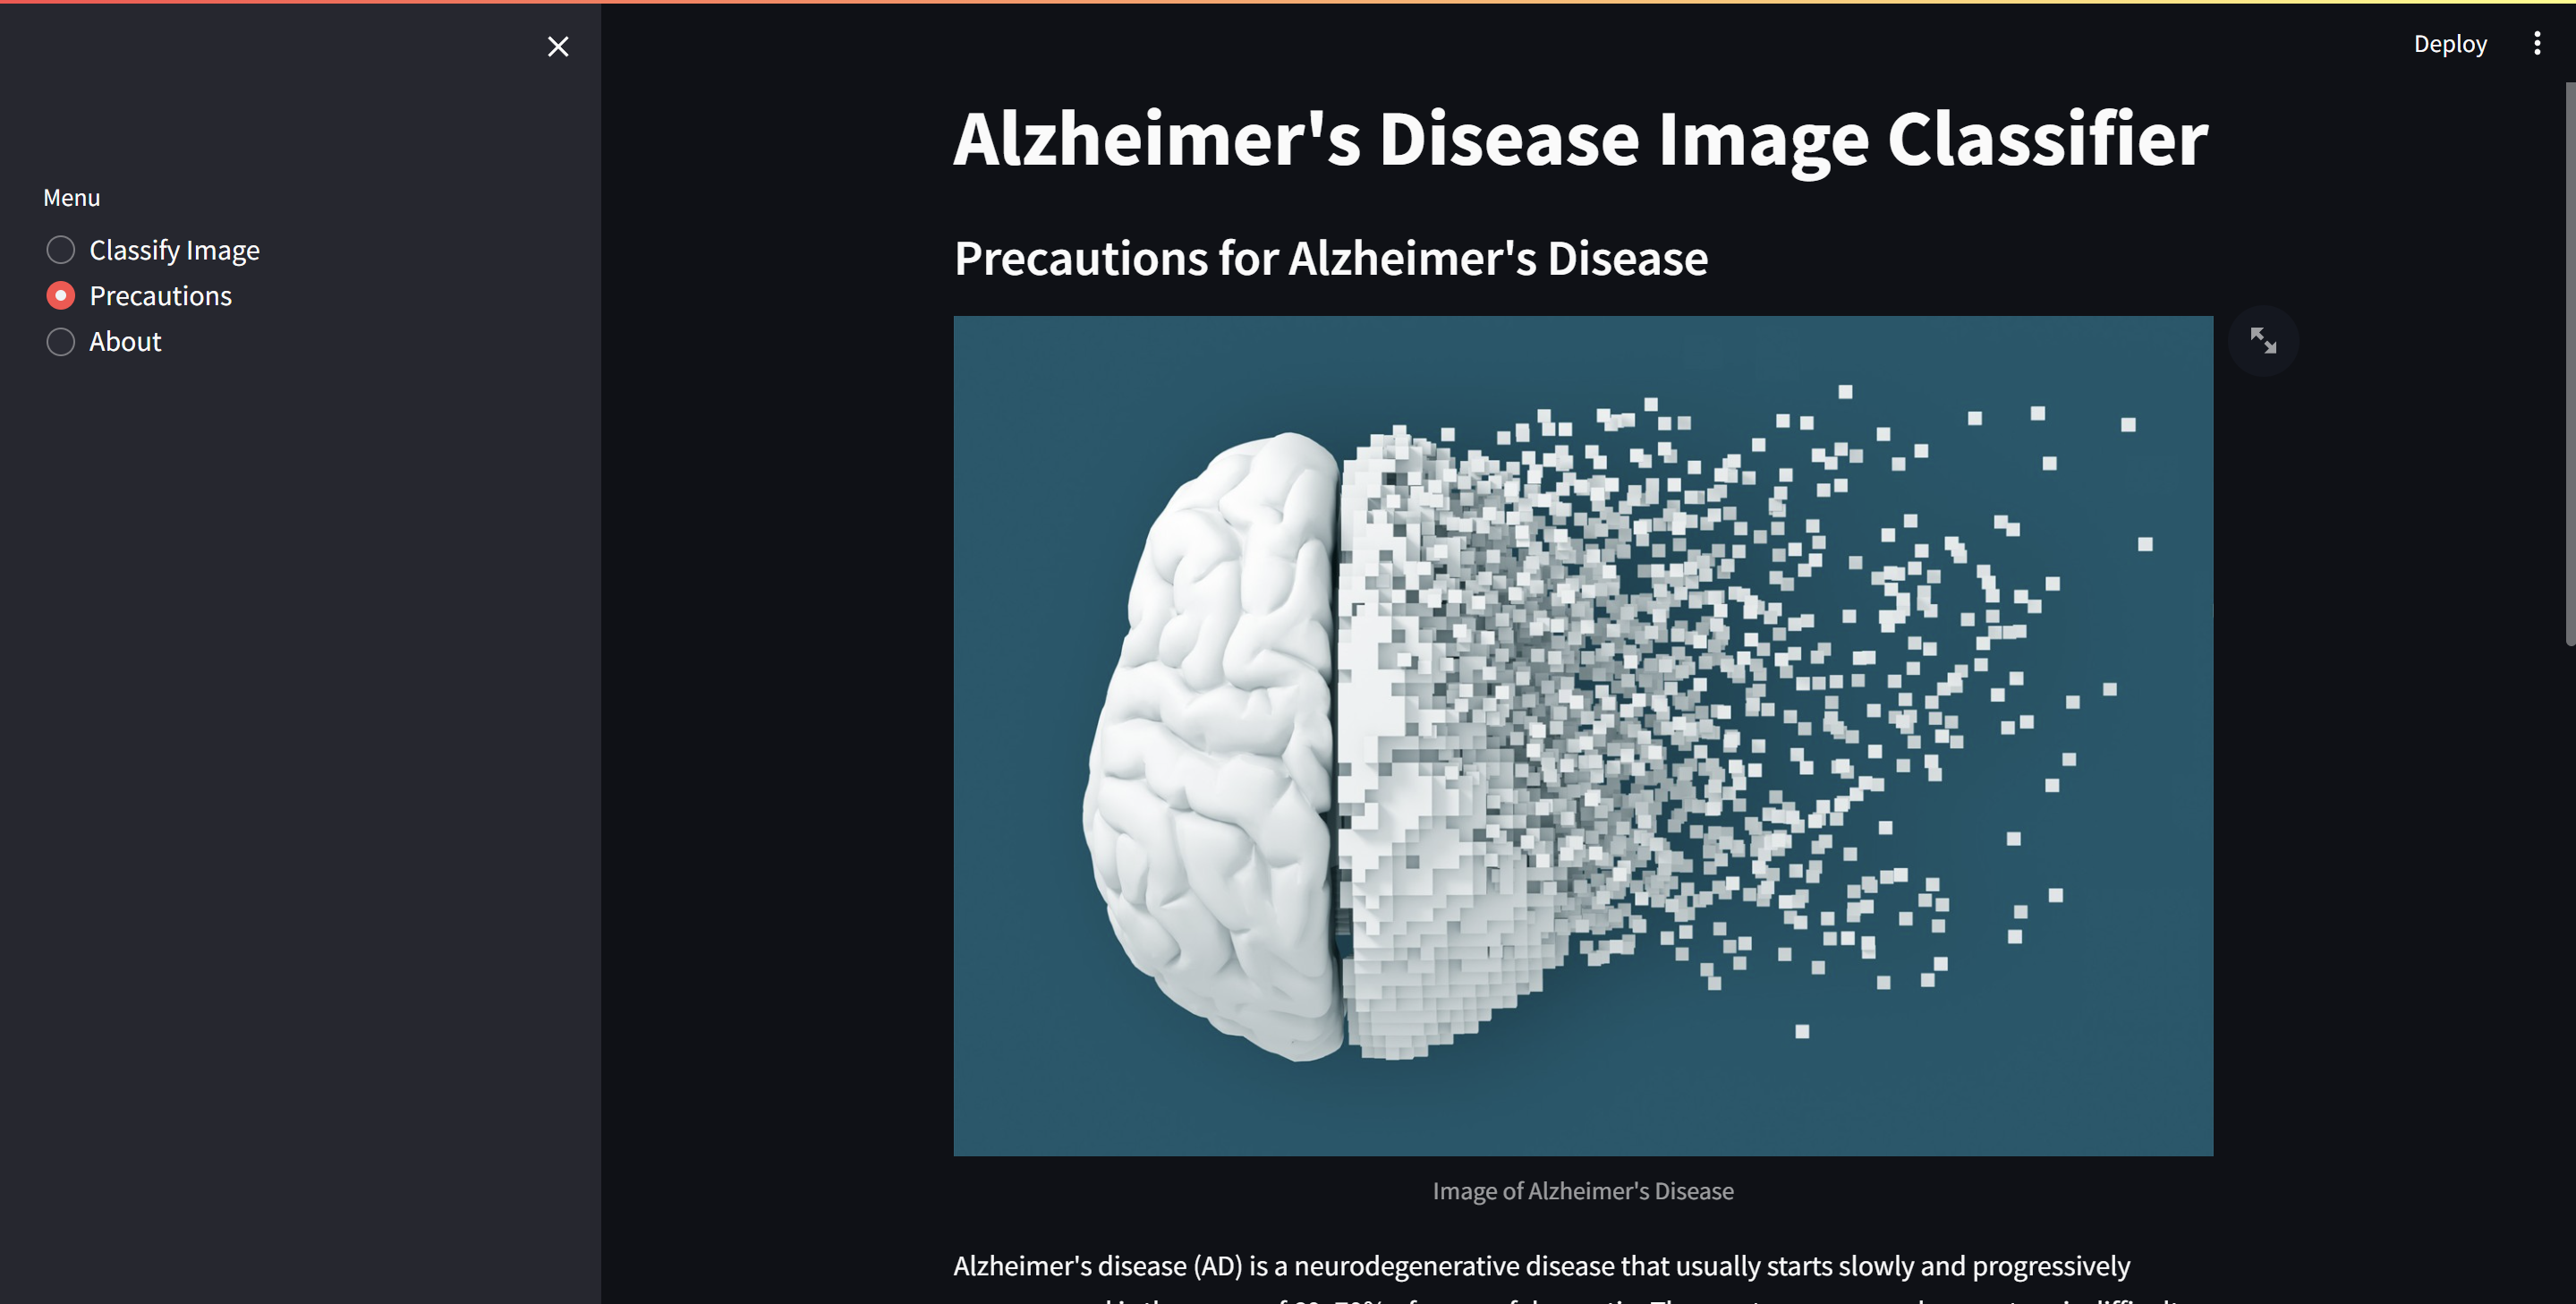 Deploy
Menu
Classify Image
Precautions
About
Alzheimer's Disease Image Classifier
Precautions for Alzheimer's Disease
Image of Alzheimer's Disease
Alzheimer's disease (AD) is a neurodegenerative disease that usually starts slowly and progressively